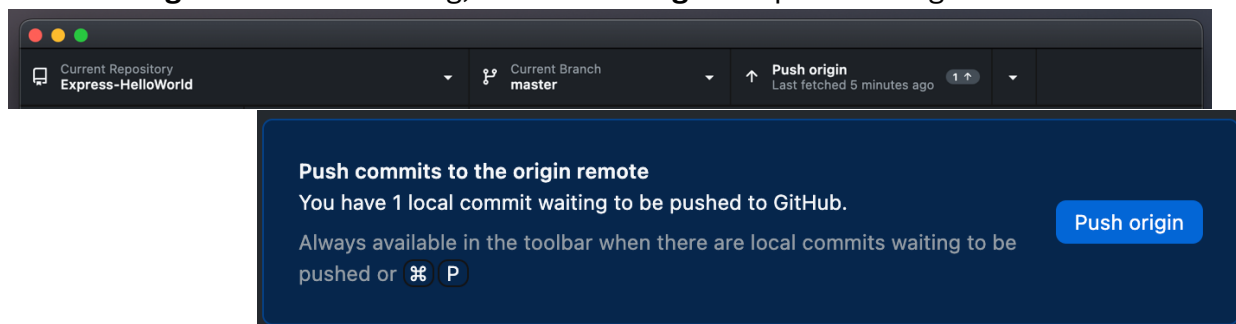 Current Repository
Express-HelloWorld
Current Branch
master
Push origin
Last fetched 5 minutes ago
1↑
Push commits to the origin remote
You have 1 local commit waiting to be pushed to GitHub.
Always available in the toolbar when there are local commits waiting to be
pushed or ⌘ P
Push origin